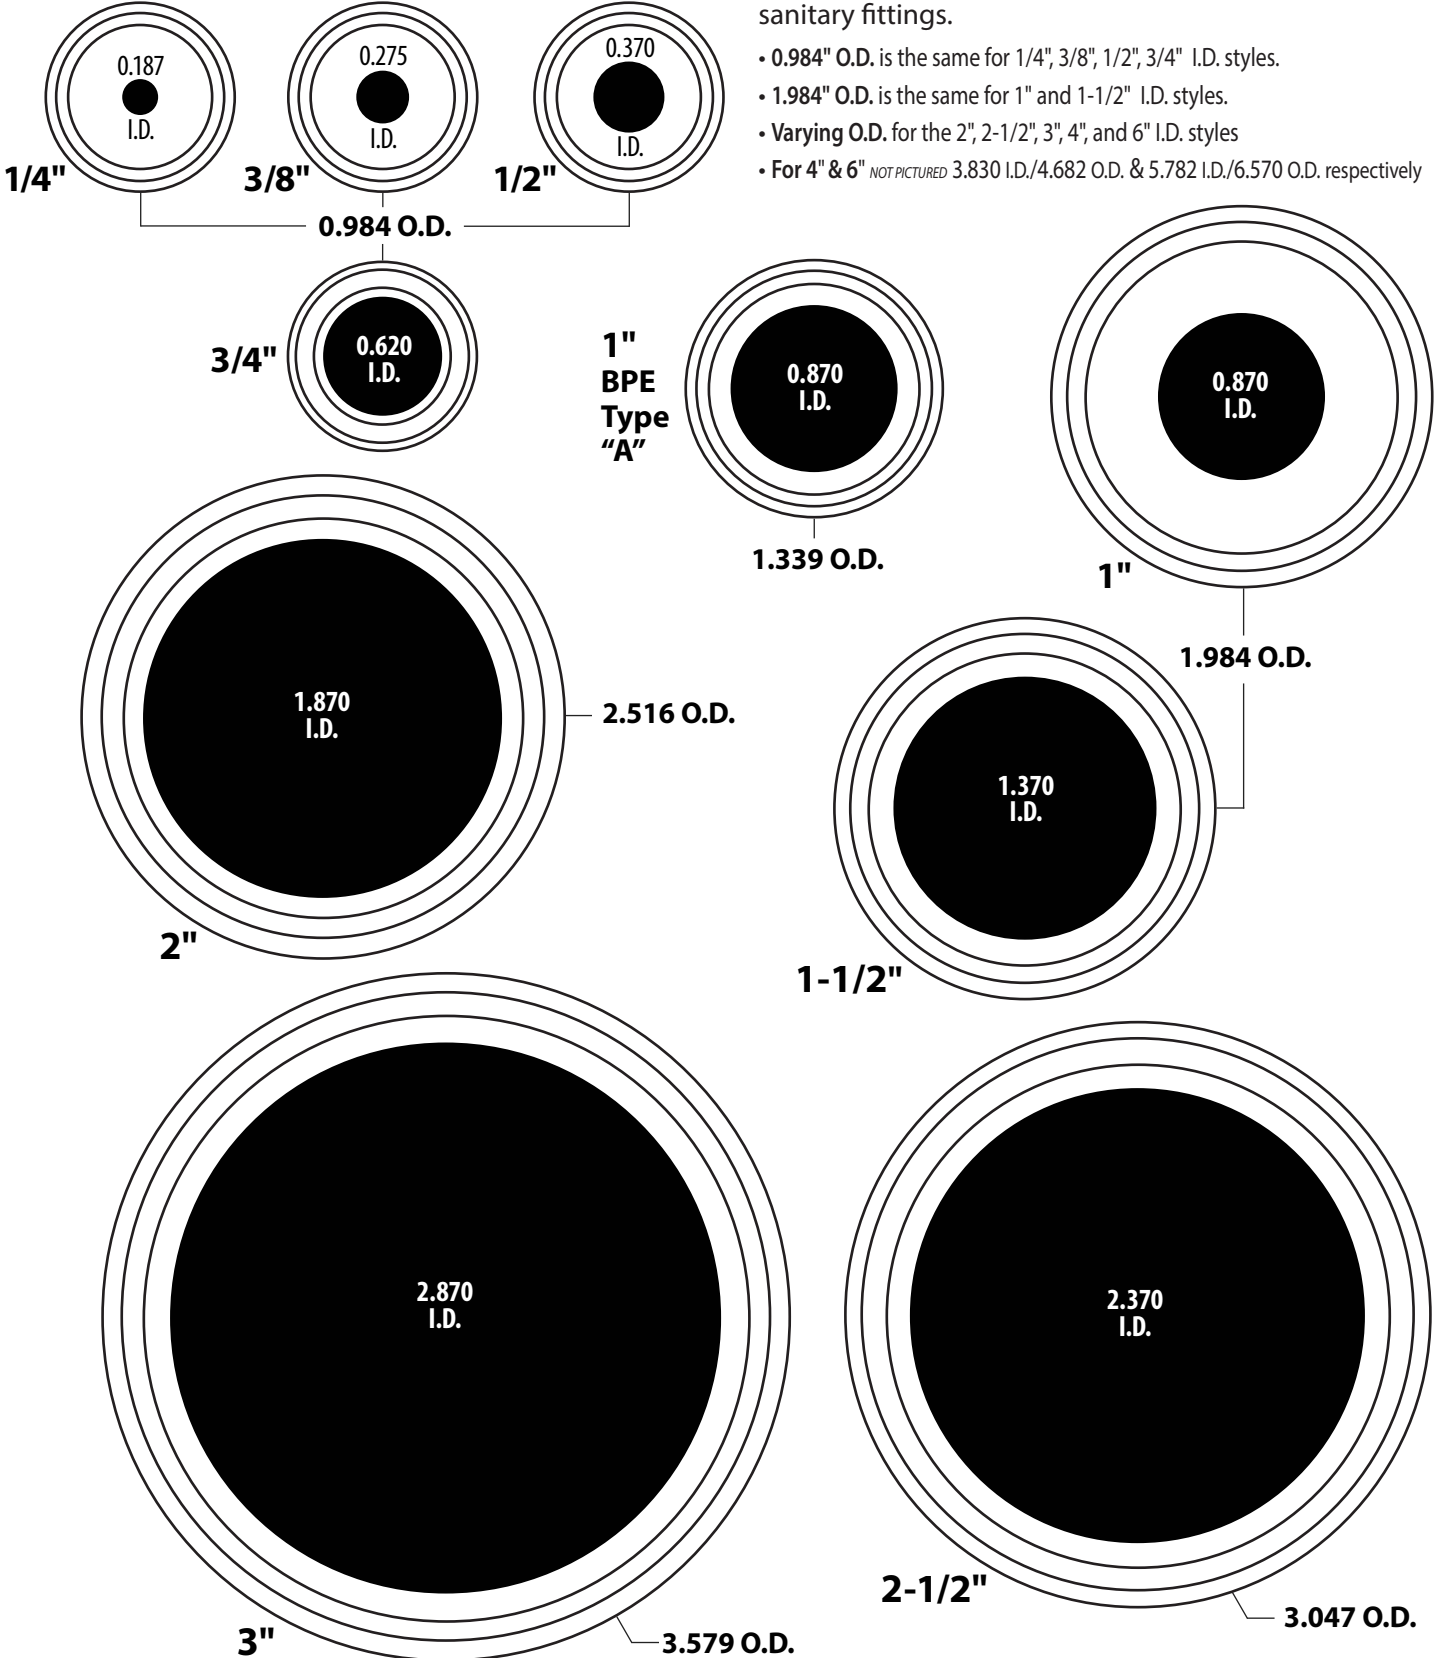 sanitary fittings.
• 0.984" O.D. is the same for 1/4", 3/8", 1/2", 3/4" I.D. styles.
• 1.984" O.D. is the same for 1" and 1-1/2" I.D. styles.
• Varying O.D. for the 2", 2-1/2", 3", 4", and 6" I.D. styles
• For 4" & 6" NOT PICTURED 3.830 I.D./4.682 O.D. & 5.782 I.D./6.570 O.D. respectively
0.187
I.D.
1/4"
0.275
I.D.
3/8"
0.370
I.D.
1/2"
0.984 O.D.
3/4"
0.620
I.D.
1"
BPE
Type
“A”
0.870
I.D.
1.339 O.D.
0.870
I.D.
1"
1.984 O.D.
1.870
I.D.
2.516 O.D.
2"
1.370
I.D.
1-1/2"
2.870
I.D.
3.579 O.D.
3"
2.370
I.D.
2-1/2"
3.047 O.D.